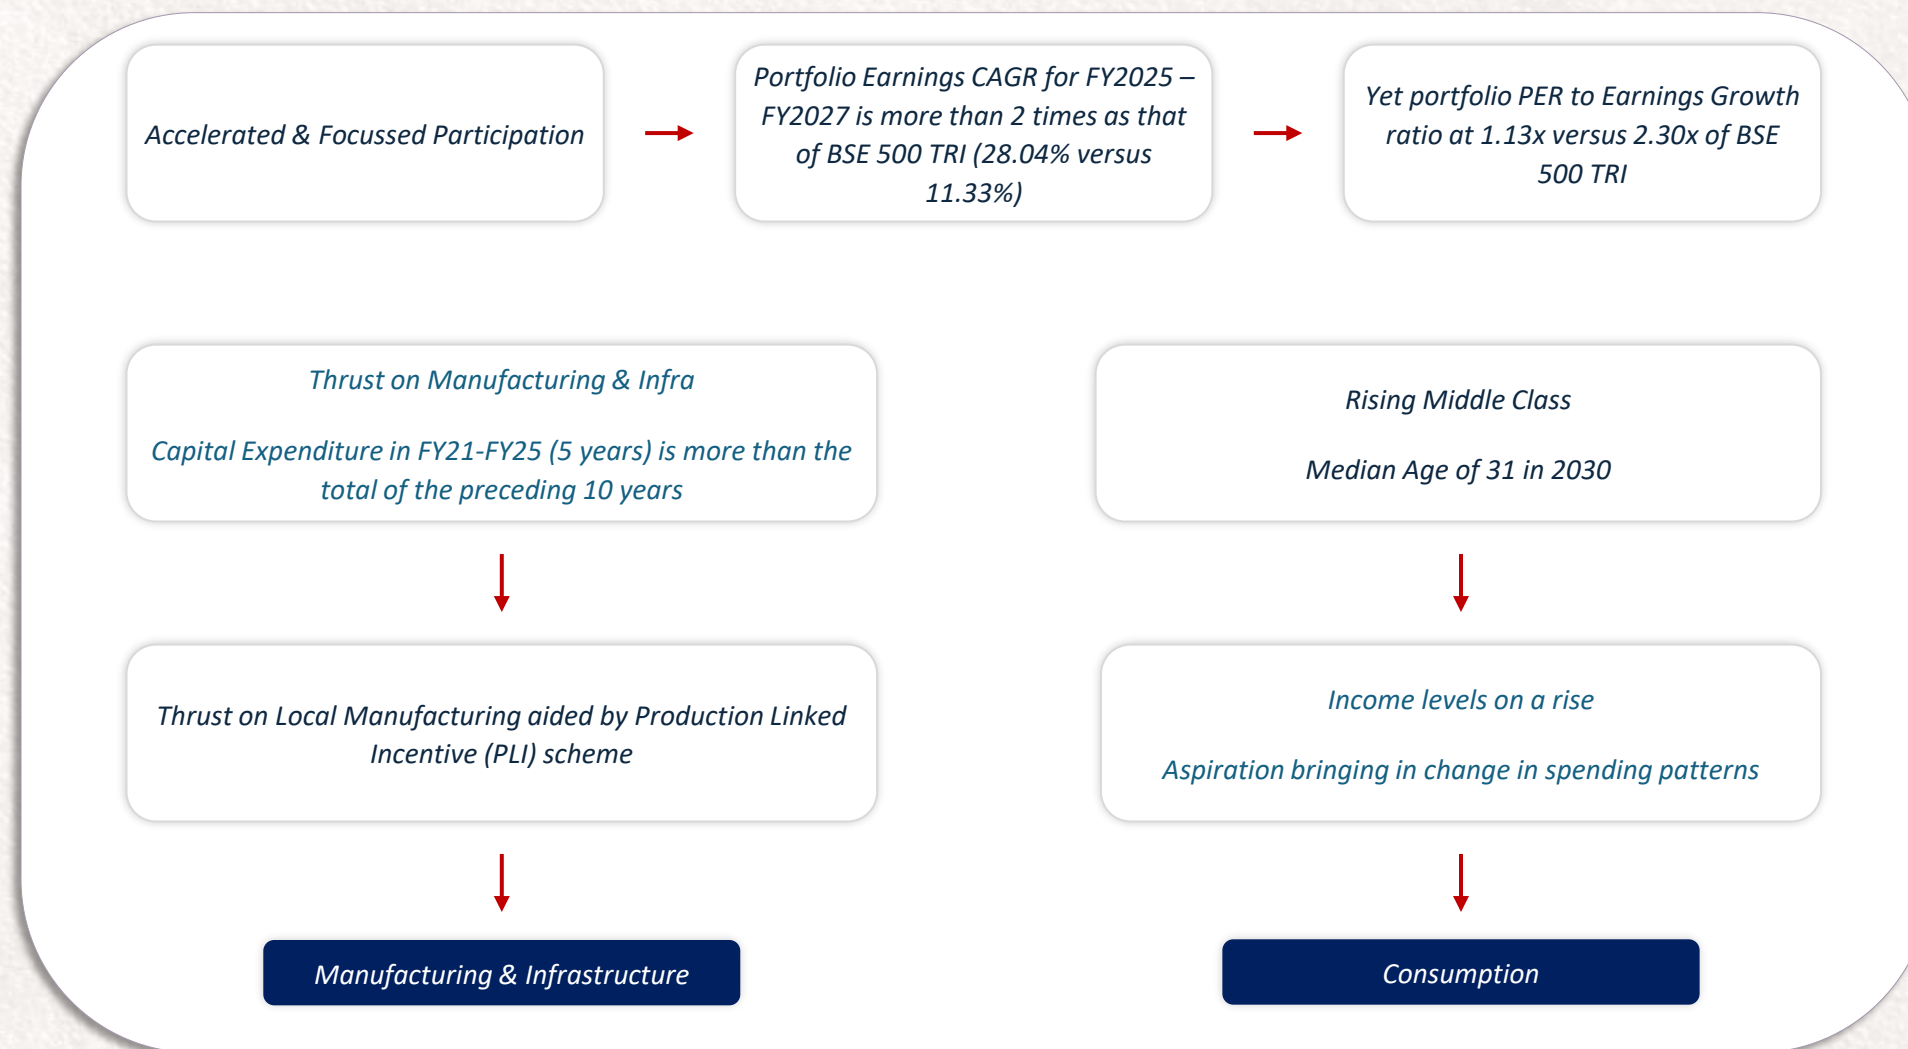 Accelerated & Focussed Participation
Portfolio Earnings CAGR for FY2025 –
FY2027 is more than 2 times as that
of BSE 500 TRI (28.04% versus
11.33%)
Yet portfolio PER to Earnings Growth
ratio at 1.13x versus 2.30x of BSE
500 TRI
Thrust on Manufacturing & Infra
Capital Expenditure in FY21-FY25 (5 years) is more than the
total of the preceding 10 years
Rising Middle Class
Median Age of 31 in 2030
Thrust on Local Manufacturing aided by Production Linked
Incentive (PLI) scheme
Income levels on a rise
Aspiration bringing in change in spending patterns
Manufacturing & Infrastructure
Consumption